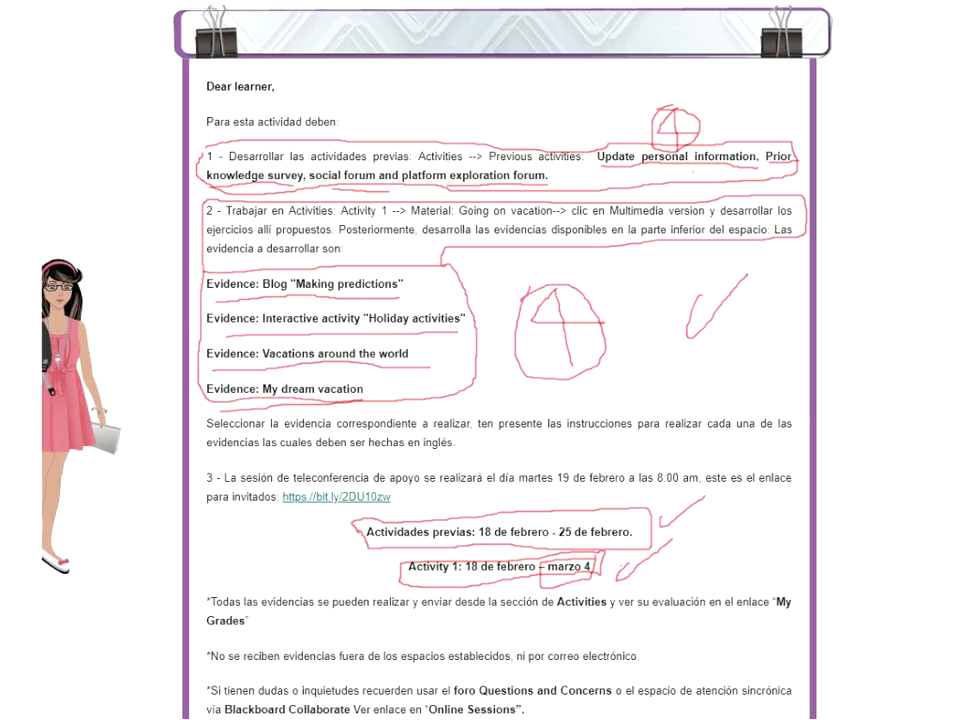 Dear learner,
Para esta actividad deben:
1 - Desarrollar las actividades previas: Activities --> Previous activities: Update personal information, Prior
knowledge survey, social forum and platform exploration forum.
2 - Trabajar en Activities: Activity 1 --> Material: Going on vacation--> clic en Multimedia version y desarrollar los
ejercicios allí propuestos. Posteriormente, desarrolla las evidencias disponibles en la parte inferior del espacio: Las
evidencia a desarrollar son:
Evidence: Blog "Making predictions"
Evidence: Interactive activity "Holiday activities"
Evidence: Vacations around the world
Evidence: My dream vacation
Seleccionar la evidencia correspondiente a realizar, ten presente las instrucciones para realizar cada una de las
evidencias las cuales deben ser hechas en inglés.
3 - La sesión de teleconferencia de apoyo se realizará el día martes 19 de febrero a las 8:00 am, este es el enlace
para invitados: https://bit.ly/2DU10zw
Actividades previas: 18 de febrero - 25 de febrero.
Activity 1: 18 de febrero – marzo 4
*Todas las evidencias se pueden realizar y enviar desde la sección de Activities y ver su evaluación en el enlace “My
Grades”
*No se reciben evidencias fuera de los espacios establecidos, ni por correo electrónico.
*Si tienen dudas o inquietudes recuerden usar el foro Questions and Concerns o el espacio de atención sincrónica
vía Blackboard Collaborate Ver enlace en “Online Sessions”.